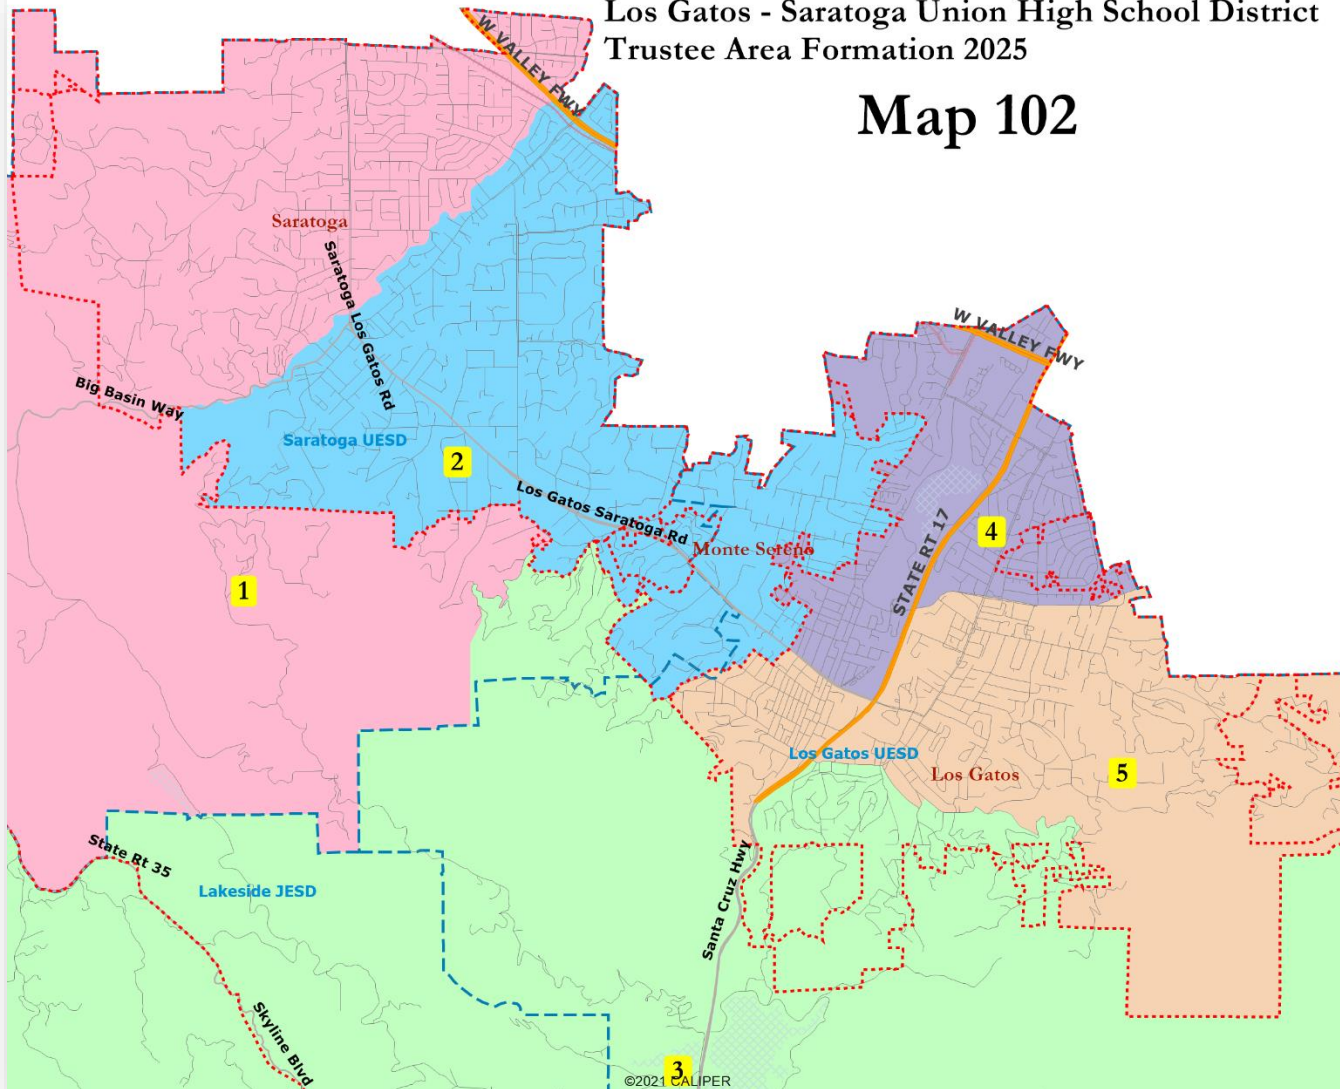 Los Gatos - Saratoga Union High School District
Trustee Area Formation 2025
Map 102
W VALLEY FWY
Saratoga
Saratoga Los Gatos Rd
W VALLEY FWY
Big Basin Way
Saratoga UESD
2
Los Gatos Saratoga Rd
4
STATE RT 17
Monte Sereno
1
Los Gatos UESD
Los Gatos
5
State Rt 35
Lakeside JESD
Santa Cruz Hwy
Skyline Blvd
3
©2021 CALIPER